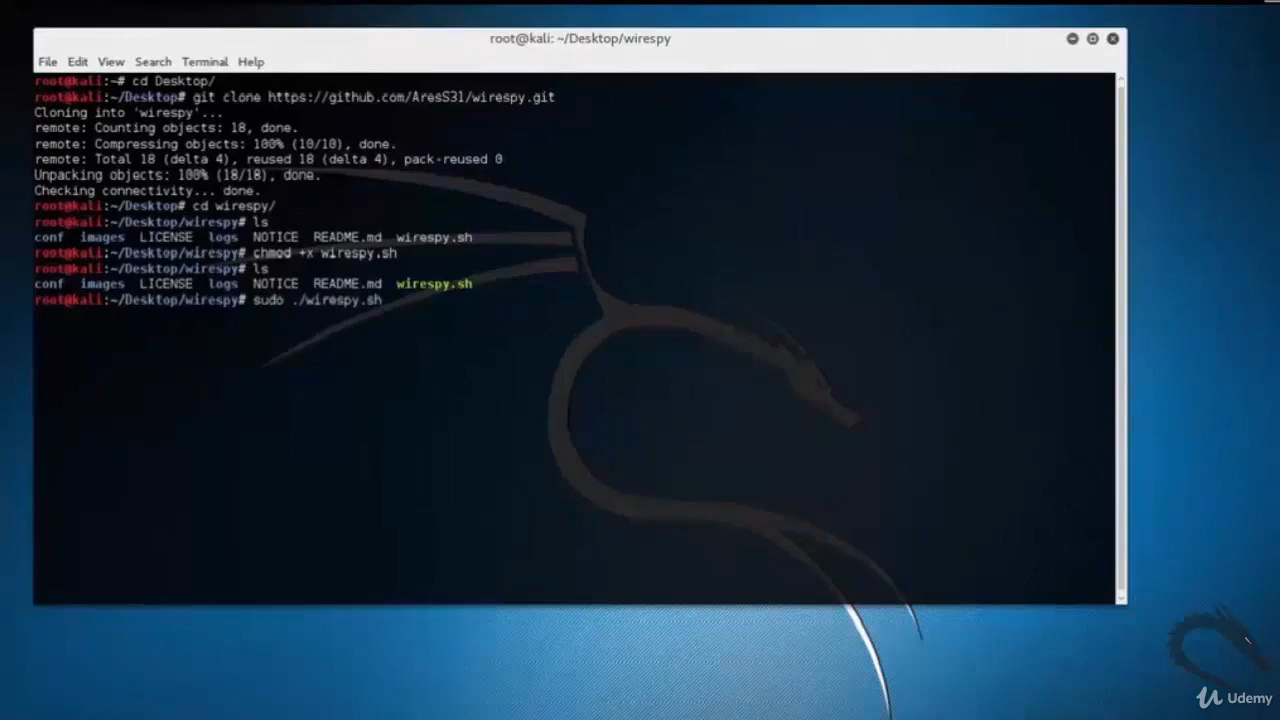 root@kali: ~/Desktop/wirespy
File Edit View Search Terminal Help
root@kali:~# cd Desktop/
root@kali:~/Desktop# git clone https://github.com/AresS31/wirespy.git
Cloning into 'wirespy'...
remote: Counting objects: 18, done.
remote: Compressing objects: 100% (10/10), done.
remote: Total 18 (delta 4), reused 18 (delta 4), pack-reused 0
Unpacking objects: 100% (18/18), done.
Checking connectivity... done.
root@kali:~/Desktop# cd wirespy/
root@kali:~/Desktop/wirespy# ls
conf images LICENSE logs NOTICE README.md wirespy.sh
root@kali:~/Desktop/wirespy# chmod +x wirespy.sh
root@kali:~/Desktop/wirespy# ls
conf images LICENSE logs NOTICE README.md wirespy.sh
root@kali:~/Desktop/wirespy# sudo ./wirespy.sh
Udemy